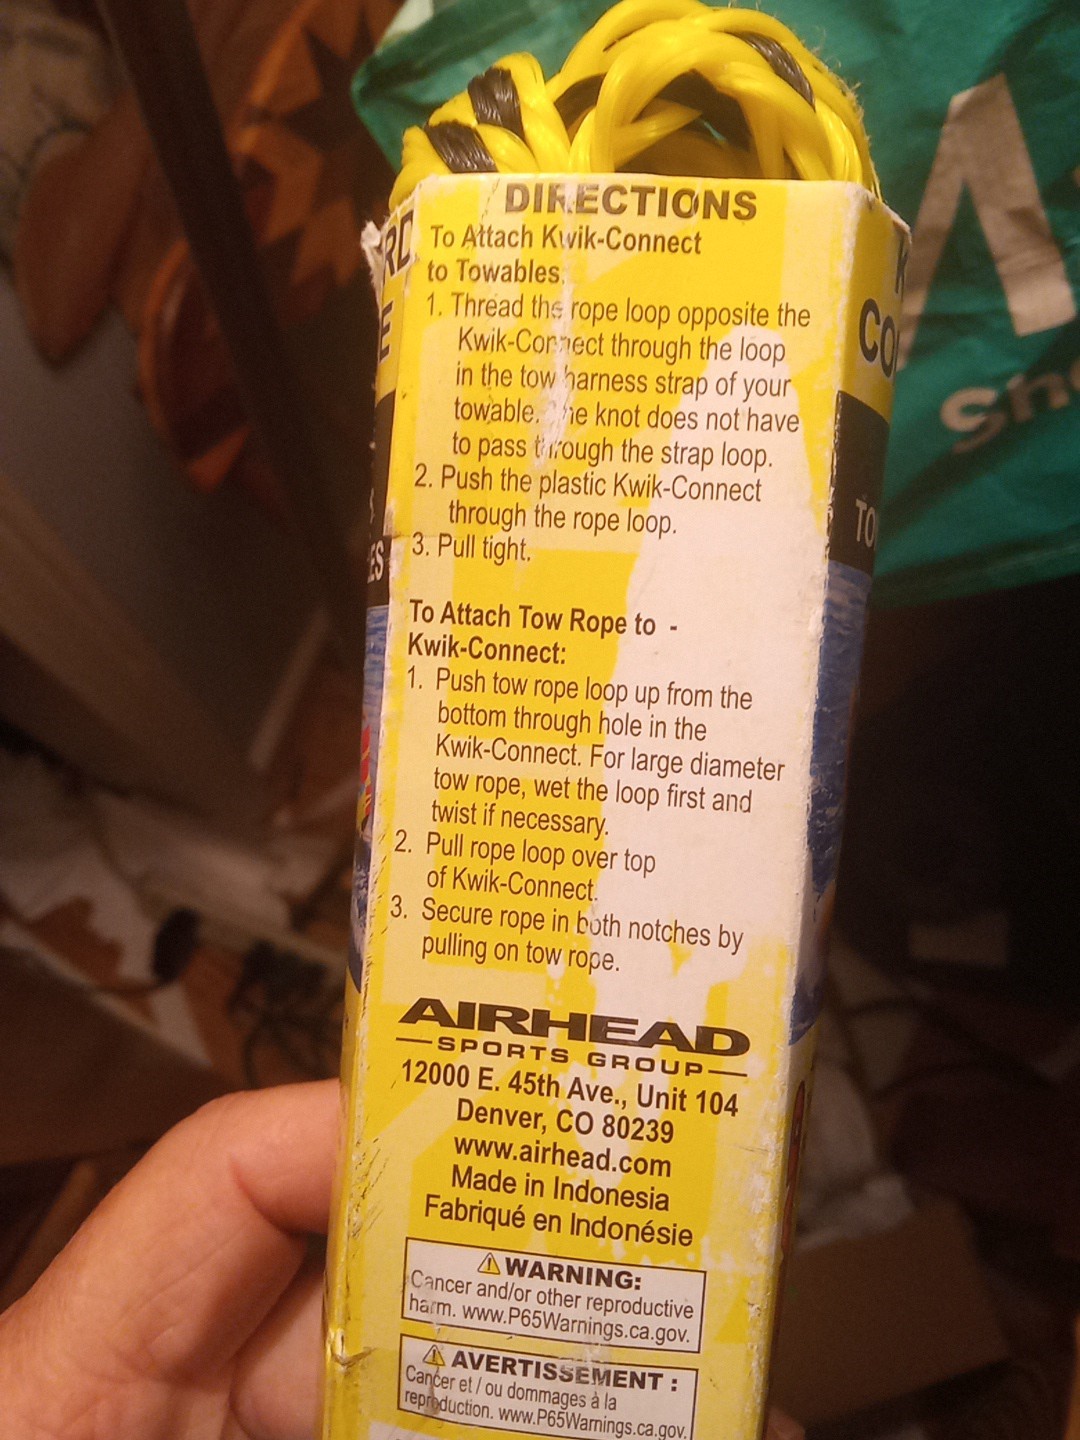 DIRECTIONS
To Attach Kwik-Connect
to Towables:
1. Thread the rope loop opposite the
Kwik-Connect through the loop
in the tow harness strap of your
towable. The knot does not have
to pass through the strap loop.
2. Push the plastic Kwik-Connect
through the rope loop.
3. Pull tight.
To Attach Tow Rope to -
Kwik-Connect:
1. Push tow rope loop up from the
bottom through hole in the
Kwik-Connect. For large diameter
tow rope, wet the loop first and
twist if necessary.
2. Pull rope loop over top
of Kwik-Connect.
3. Secure rope in both notches by
pulling on tow rope.
AIRHEAD
SPORTS GROUP
12000 E. 45th Ave., Unit 104
Denver, CO 80239
www.airhead.com
Made in Indonesia
Fabriqué en Indonésie
WARNING:
Cancer and/or other reproductive
harm. www.P65Warnings.ca.gov.
AVERTISSEMENT :
Cancer et / ou dommages à la
reproduction. www.P65Warnings.ca.gov.